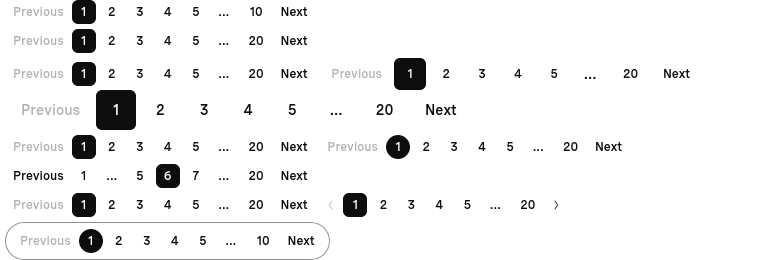 Previous 1 2 3 4 5 ... 10 Next
Previous 1 2 3 4 5 ... 20 Next
Previous 1 2 3 4 5 ... 20 Next Previous 1 2 3 4 5 ... 20 Next
Previous 1 2 3 4 5 ... 20 Next
Previous 1 2 3 4 5 ... 20 Next Previous 1 2 3 4 5 ... 20 Next
Previous 1 ... 5 6 7 ... 20 Next
Previous 1 2 3 4 5 ... 20 Next 1 2 3 4 5 ... 20
Previous 1 2 3 4 5 ... 10 Next